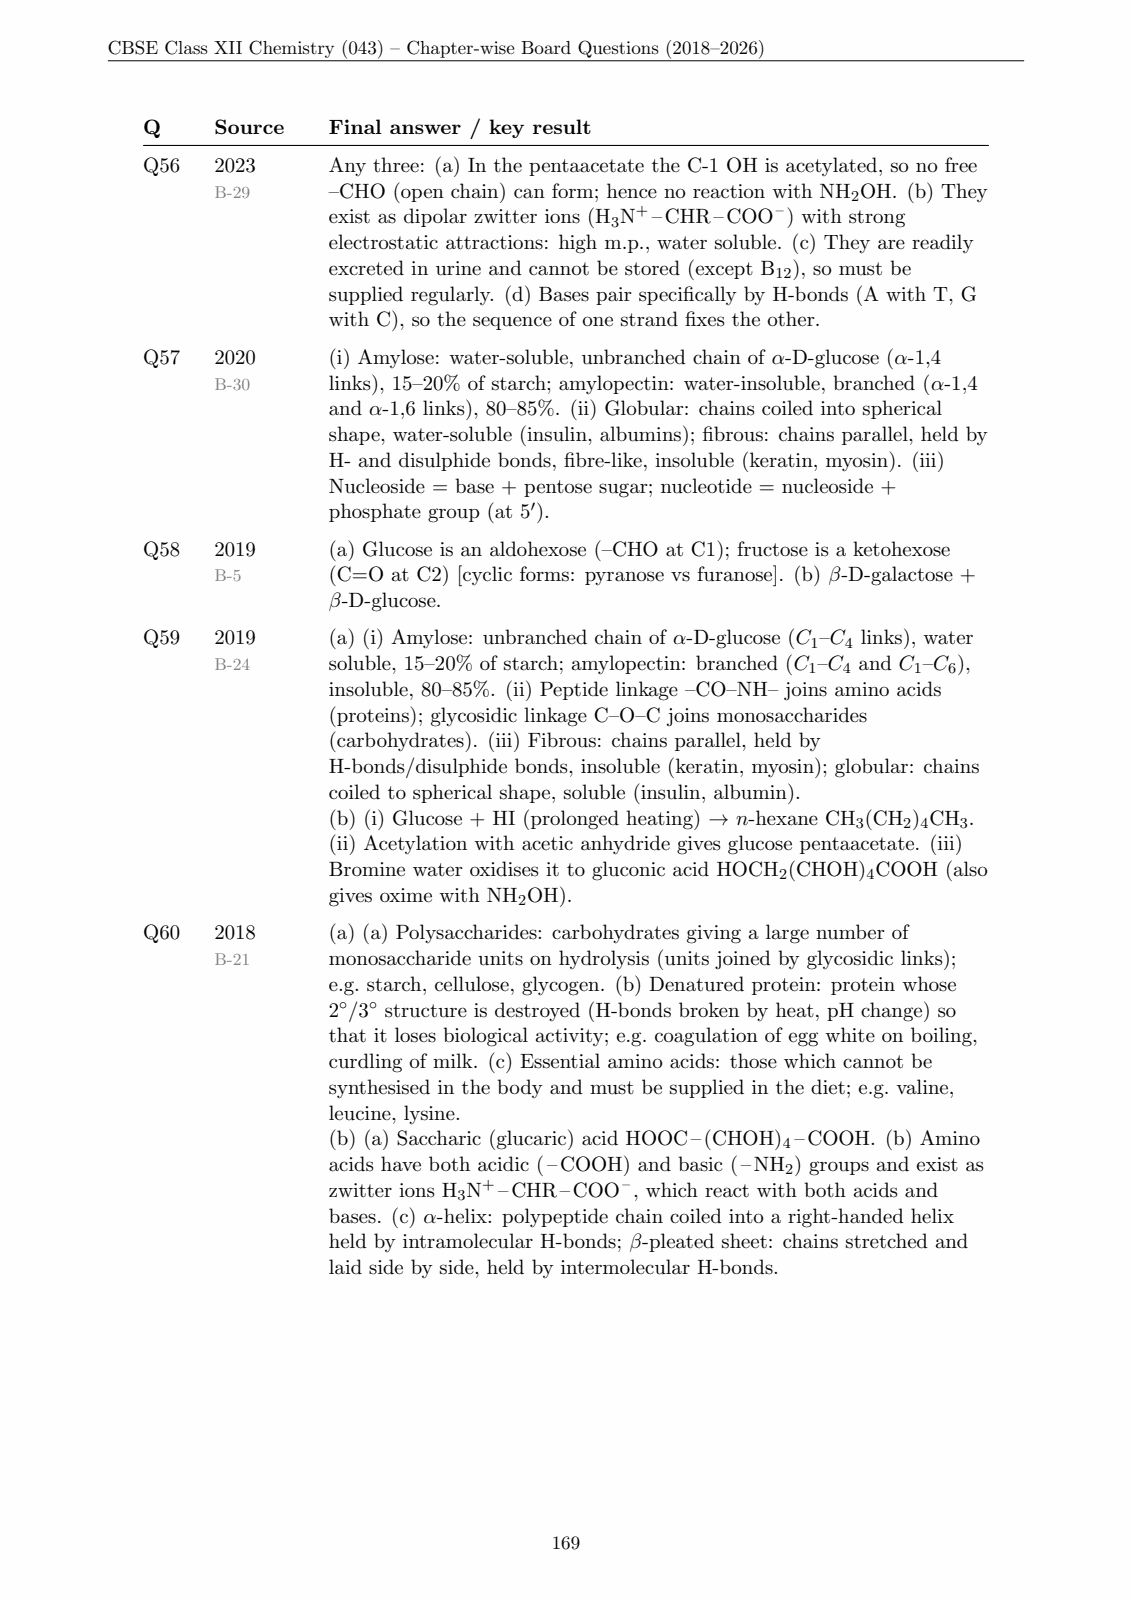 CBSE Class XII Chemistry (043) – Chapter-wise Board Questions (2018–2026)
Q Source Final answer / key result
Q56 2023 Any three: (a) In the pentaacetate the C-1 OH is acetylated, so no free
B-29 –CHO (open chain) can form; hence no reaction with NH₂OH. (b) They
exist as dipolar zwitter ions (H₃N⁺–CHR–COO⁻) with strong
electrostatic attractions: high m.p., water soluble. (c) They are readily
excreted in urine and cannot be stored (except B₁₂), so must be
supplied regularly. (d) Bases pair specifically by H-bonds (A with T, G
with C), so the sequence of one strand fixes the other.
Q57 2020 (i) Amylose: water-soluble, unbranched chain of α-D-glucose (α-1,4
B-30 links), 15–20% of starch; amylopectin: water-insoluble, branched (α-1,4
and α-1,6 links), 80–85%. (ii) Globular: chains coiled into spherical
shape, water-soluble (insulin, albumins); fibrous: chains parallel, held by
H- and disulphide bonds, fibre-like, insoluble (keratin, myosin). (iii)
Nucleoside = base + pentose sugar; nucleotide = nucleoside +
phosphate group (at 5′).
Q58 2019 (a) Glucose is an aldohexose (–CHO at C1); fructose is a ketohexose
B-5 (C=O at C2) [cyclic forms: pyranose vs furanose]. (b) β-D-galactose +
β-D-glucose.
Q59 2019 (a) (i) Amylose: unbranched chain of α-D-glucose (C₁–C₄ links), water
B-24 soluble, 15–20% of starch; amylopectin: branched (C₁–C₄ and C₁–C₆),
insoluble, 80–85%. (ii) Peptide linkage –CO–NH– joins amino acids
(proteins); glycosidic linkage C–O–C joins monosaccharides
(carbohydrates). (iii) Fibrous: chains parallel, held by
H-bonds/disulphide bonds, insoluble (keratin, myosin); globular: chains
coiled to spherical shape, soluble (insulin, albumin).
(b) (i) Glucose + HI (prolonged heating) → n-hexane CH₃(CH₂)₄CH₃.
(ii) Acetylation with acetic anhydride gives glucose pentaacetate. (iii)
Bromine water oxidises it to gluconic acid HOCH₂(CHOH)₄COOH (also
gives oxime with NH₂OH).
Q60 2018 (a) (a) Polysaccharides: carbohydrates giving a large number of
B-21 monosaccharide units on hydrolysis (units joined by glycosidic links);
e.g. starch, cellulose, glycogen. (b) Denatured protein: protein whose
2°/3° structure is destroyed (H-bonds broken by heat, pH change) so
that it loses biological activity; e.g. coagulation of egg white on boiling,
curdling of milk. (c) Essential amino acids: those which cannot be
synthesised in the body and must be supplied in the diet; e.g. valine,
leucine, lysine.
(b) (a) Saccharic (glucaric) acid HOOC–(CHOH)₄–COOH. (b) Amino
acids have both acidic (–COOH) and basic (–NH₂) groups and exist as
zwitter ions H₃N⁺–CHR–COO⁻, which react with both acids and
bases. (c) α-helix: polypeptide chain coiled into a right-handed helix
held by intramolecular H-bonds; β-pleated sheet: chains stretched and
laid side by side, held by intermolecular H-bonds.
169